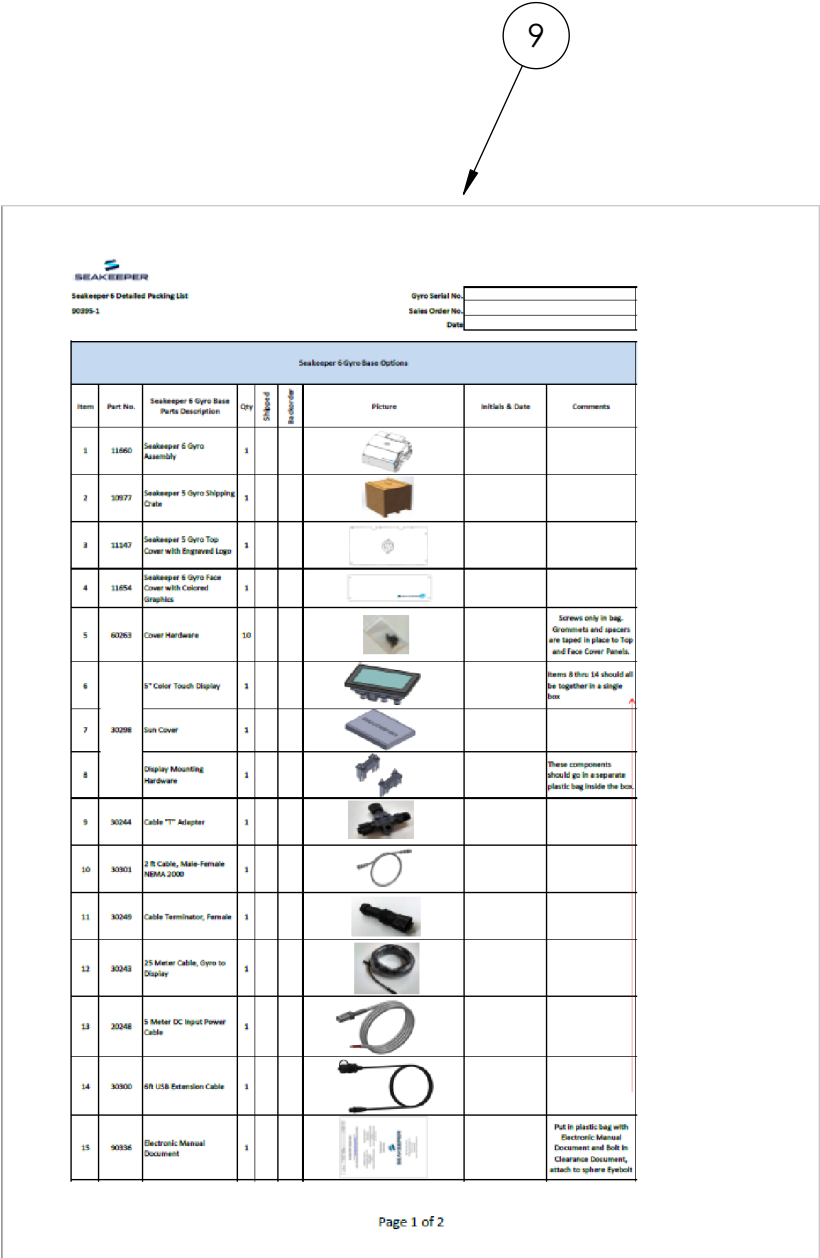 9
SEAKEEPER
Seakeeper 6 Detailed Packing List
90395-1
Gyro Serial No.
Sales Order No.
Date
Seakeeper 6 Gyro Base Options
Item Part No. Seakeeper 6 Gyro Base Parts Description Qty Shipped Backorder Picture Initials & Date Comments
1 11660 Seakeeper 6 Gyro
Assembly 1
2 10977 Seakeeper 5 Gyro Shipping
Crate 1
3 11147 Seakeeper 5 Gyro Top
Cover with Engraved Logo 1
4 11654 Seakeeper 6 Gyro Face
Cover with Colored
Graphics 1
5 60263 Cover Hardware 10
Screws only in bag.
Grommets and spacers
are taped in place to Top
and Face Cover Panels.
6 5" Color Touch Display 1
Items 8 thru 14 should all
be together in a single
box
7 30298 Sun Cover 1
8 Display Mounting
Hardware 1
These components
should go in a separate
plastic bag inside the box.
9 30244 Cable "T" Adapter 1
10 30301 2 ft Cable, Male-Female
NEMA 2000 1
11 30249 Cable Terminator, Female 1
12 30243 25 Meter Cable, Gyro to
Display 1
13 20248 5 Meter DC Input Power
Cable 1
14 30300 6ft USB Extension Cable 1
15 90336 Electronic Manual
Document 1
SEAKEEPER
Put in plastic bag with
Electronic Manual
Document and Bolt In
Clearance Document,
attach to sphere Eyebolt
Page 1 of 2